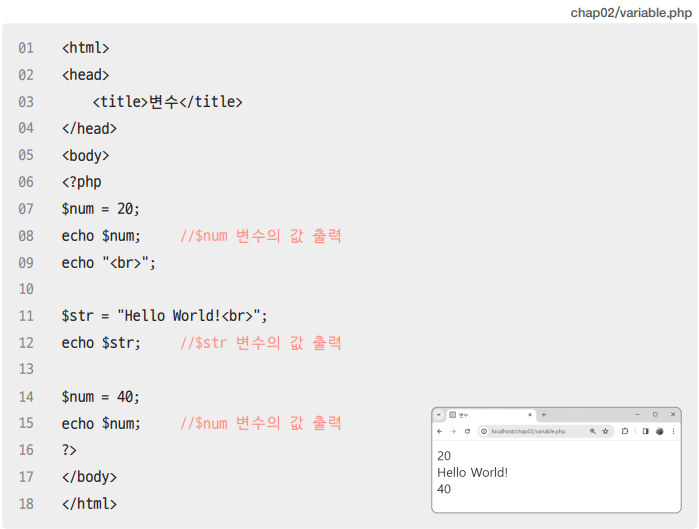 chap02/variable.php
01 <html>
02 <head>
03     <title>변수</title>
04 </head>
05 <body>
06 <?php
07 $num = 20;
08 echo $num;     //$num 변수의 값 출력
09 echo "<br>";
10
11 $str = "Hello World!<br>";
12 echo $str;     //$str 변수의 값 출력
13
14 $num = 40;
15 echo $num;     //$num 변수의 값 출력
16 ?>
17 </body>
18 </html>
변수
localhost/chap02/variable.php
20
Hello World!
40